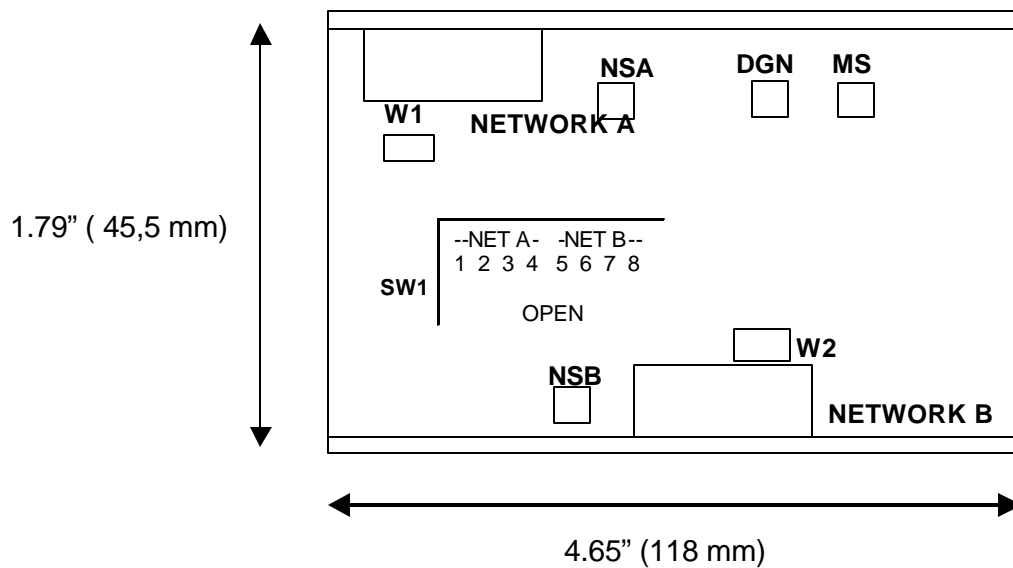 NSA
DGN
MS
W1
NETWORK A
1.79” ( 45,5 mm)
--NET A- -NET B--
1 2 3 4 5 6 7 8
SW1
OPEN
W2
NSB
NETWORK B
4.65” (118 mm)